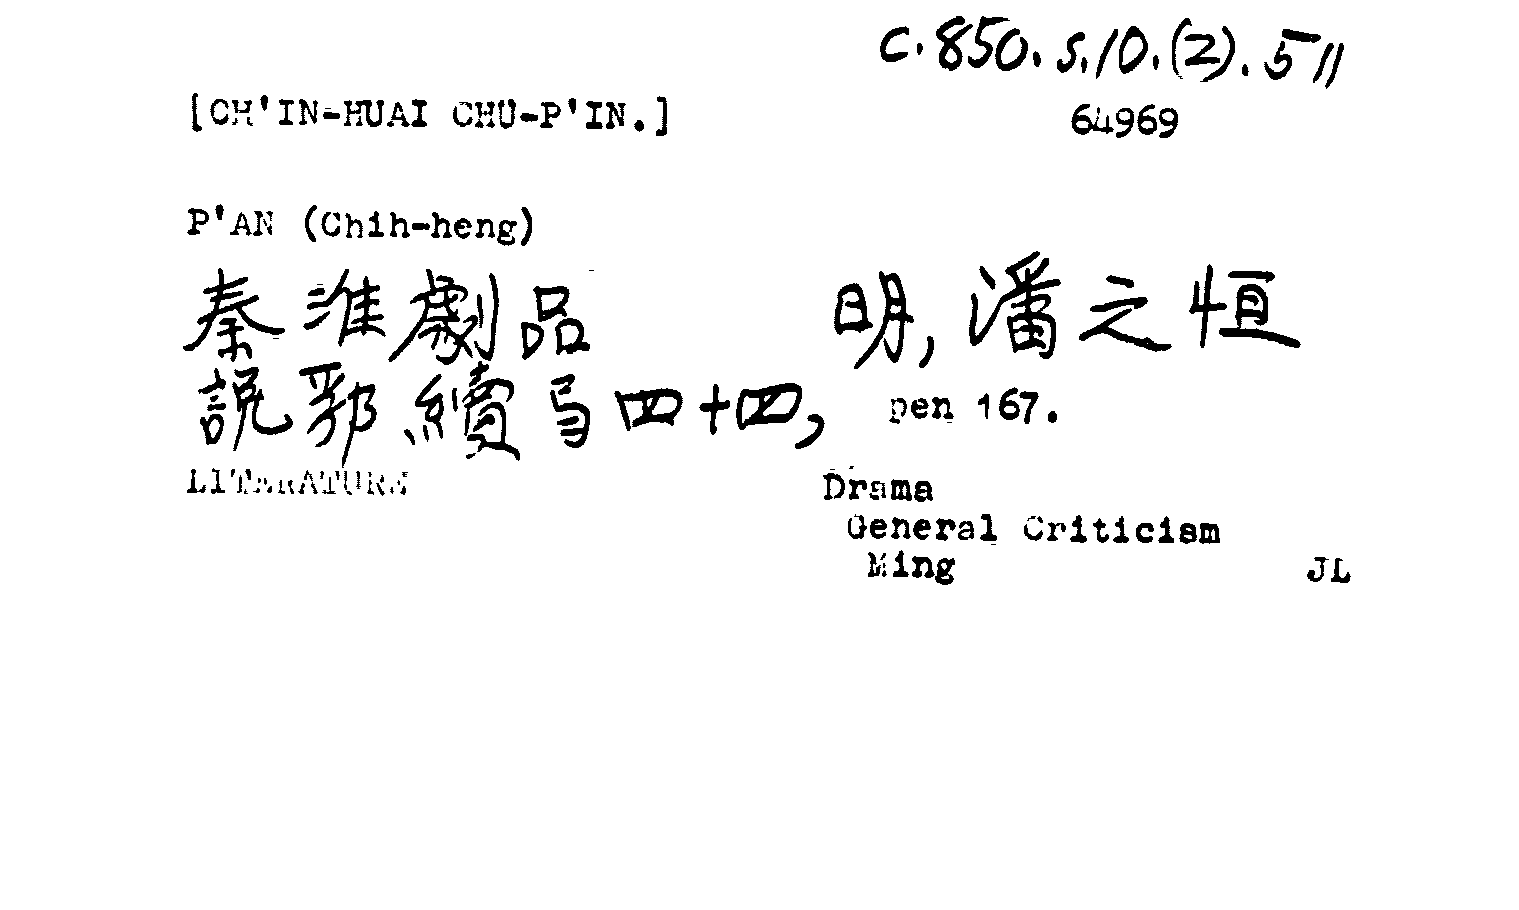 C.850.S.10.(2).511
[CH'IN-HUAI CHU-P'IN.] 64969
P'AN (Chih-heng)
秦淮劇品 明,潘之恒
說郛續弓四十四, pen 167.
LITERATURE Drama
General Criticism
Ming JL